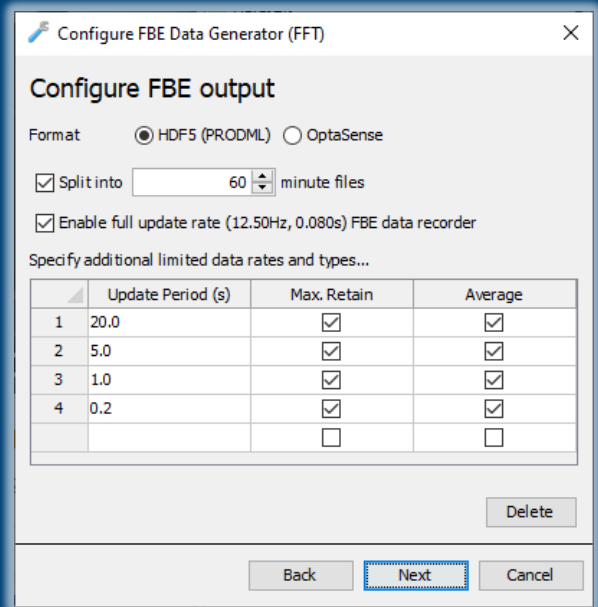 Configure FBE Data Generator (FFT)
Configure FBE output
Format HDF5 (PRODML) OptaSense
Split into 60 minute files
Enable full update rate (12.50Hz, 0.080s) FBE data recorder
Specify additional limited data rates and types...
Update Period (s) Max. Retain Average
1 20.0
2 5.0
3 1.0
4 0.2
Delete
Back Next Cancel